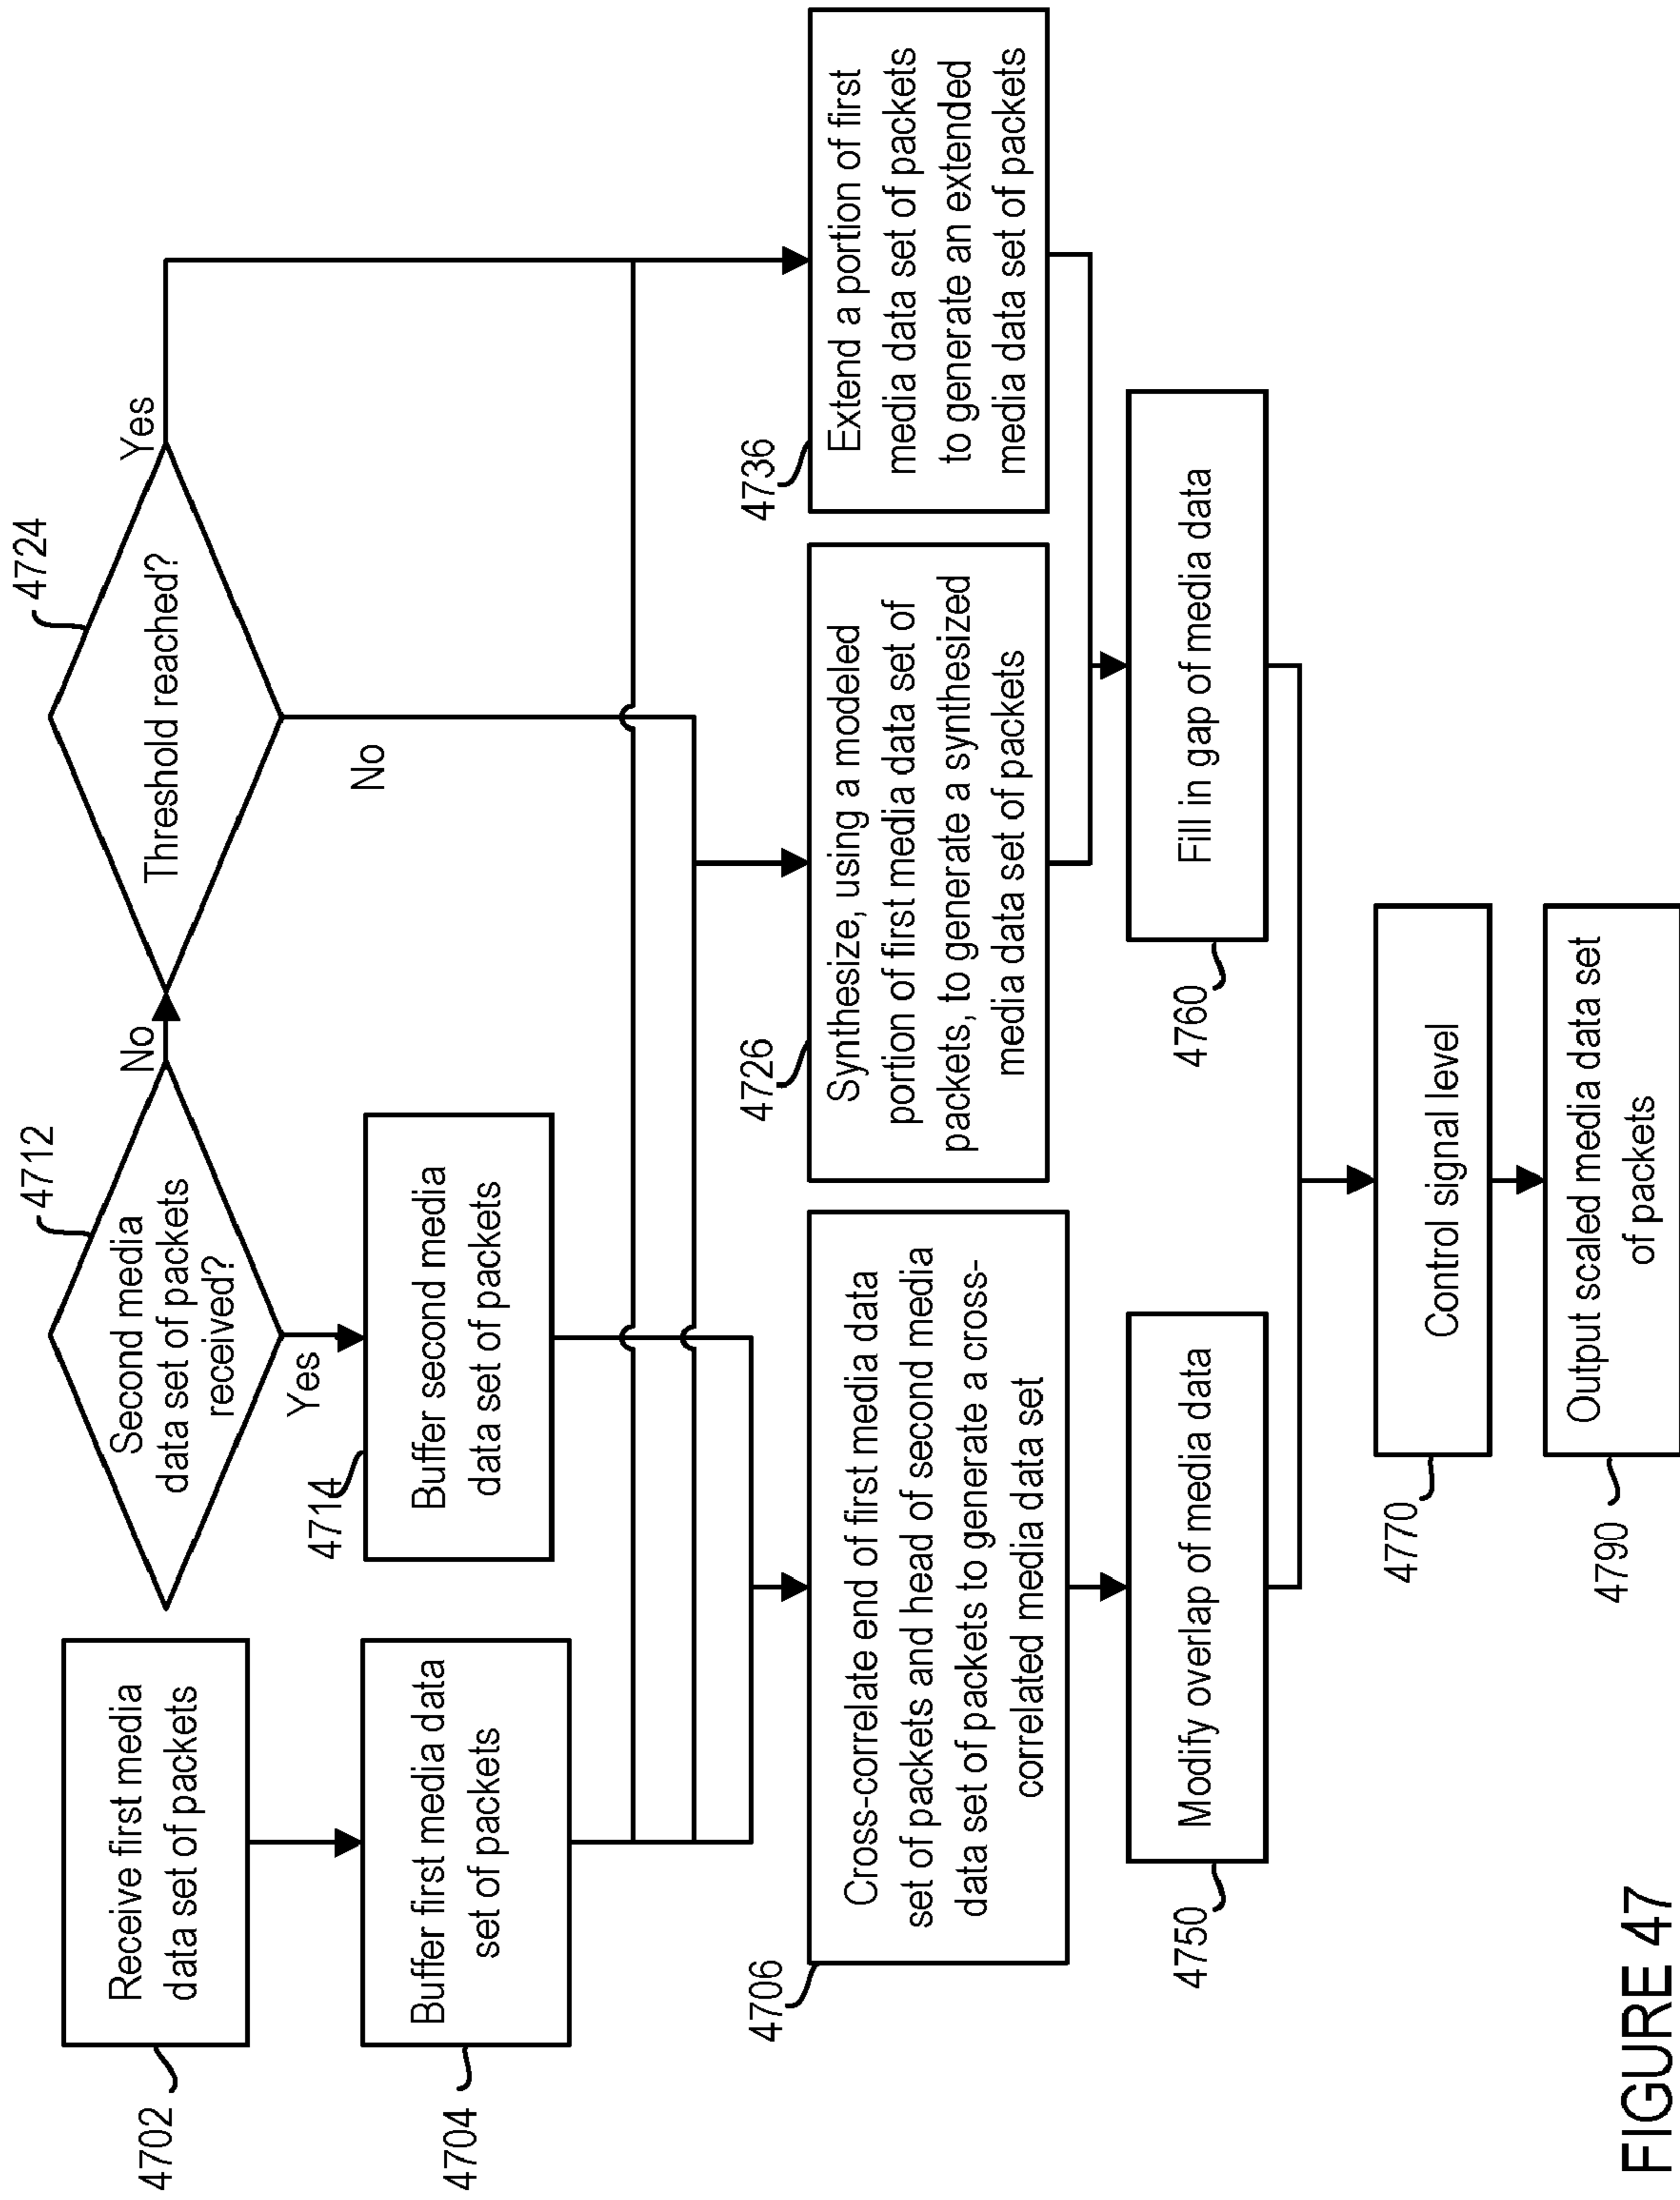 4702
Receive first media
data set of packets
4704
Buffer first media data
set of packets
4712
Second media
data set of packets
received?
Yes
No
4714
Buffer second media
data set of packets
4724
Threshold reached?
Yes
No
4706
Cross-correlate end of first media data
set of packets and head of second media
data set of packets to generate a cross-
correlated media data set
4726
Synthesize, using a modeled
portion of first media data set of
packets, to generate a synthesized
media data set of packets
4736
Extend a portion of first
media data set of packets
to generate an extended
media data set of packets
4750
Modify overlap of media data
4760
Fill in gap of media data
4770
Control signal level
4790
Output scaled media data set
of packets
FIGURE 47